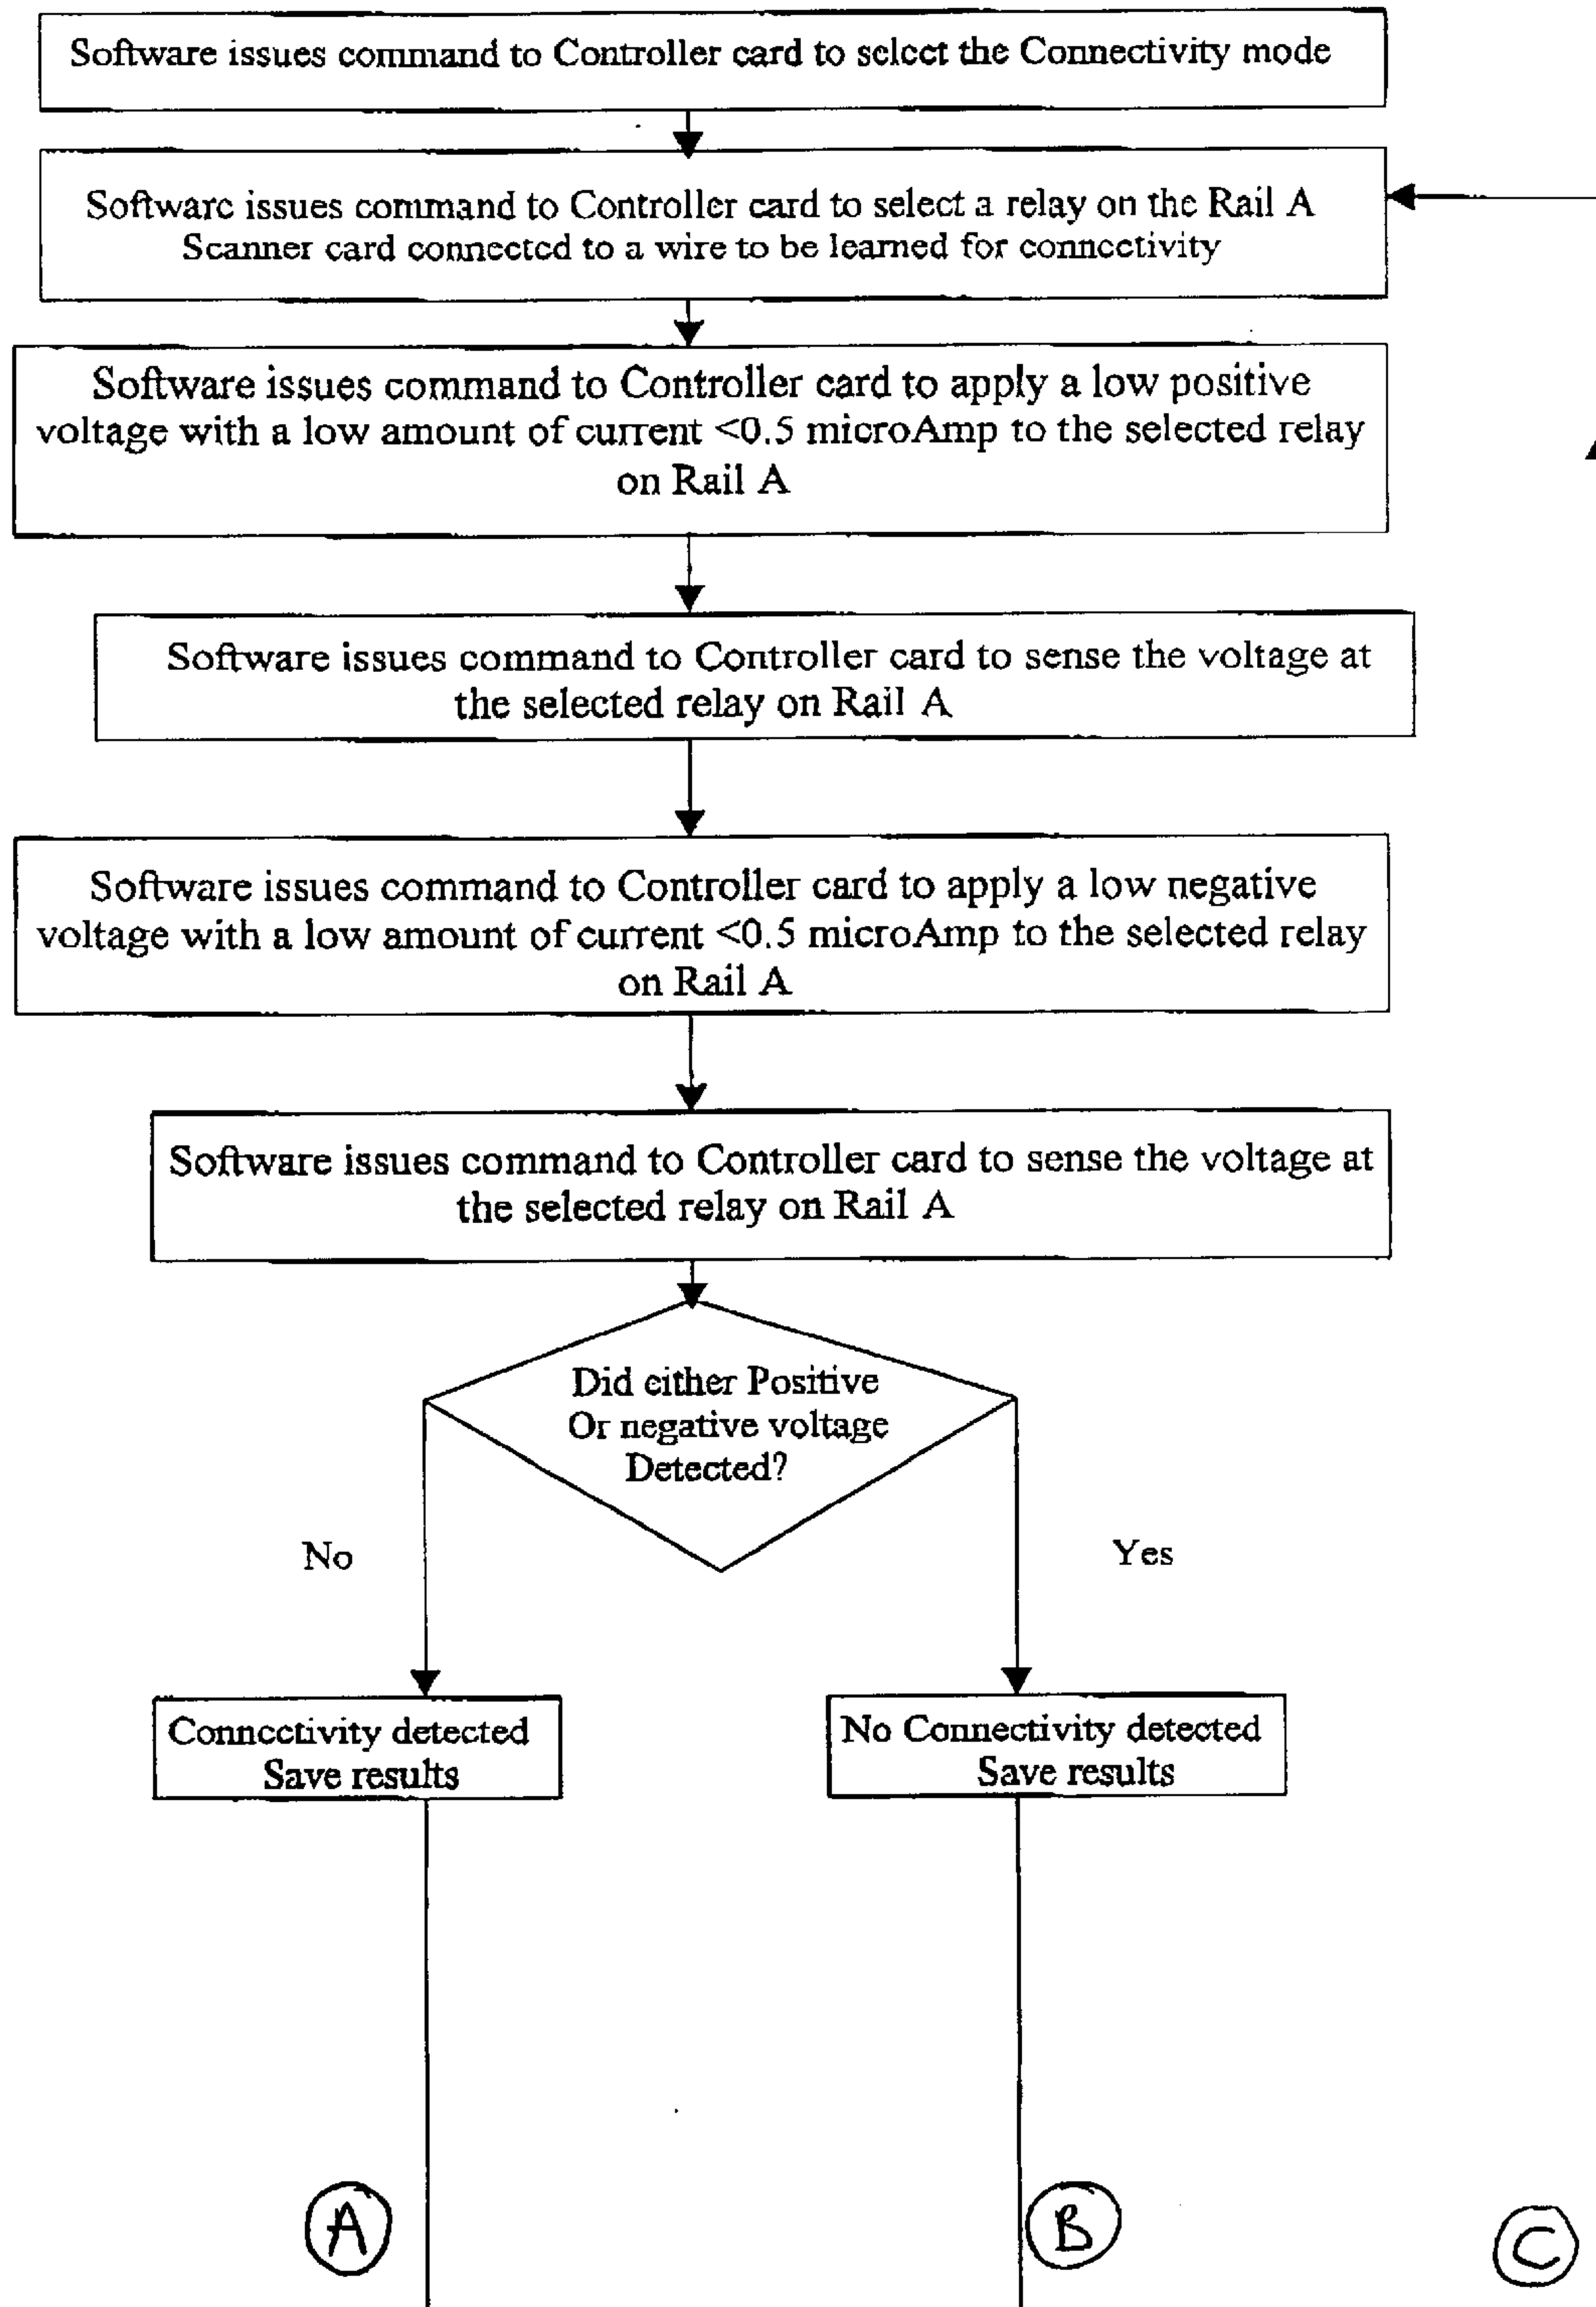 Software issues command to Controller card to select the Connectivity mode
Software issues command to Controller card to select a relay on the Rail A
Scanner card connected to a wire to be learned for connectivity
Software issues command to Controller card to apply a low positive
voltage with a low amount of current <0.5 microAmp to the selected relay
on Rail A
Software issues command to Controller card to sense the voltage at
the selected relay on Rail A
Software issues command to Controller card to apply a low negative
voltage with a low amount of current <0.5 microAmp to the selected relay
on Rail A
Software issues command to Controller card to sense the voltage at
the selected relay on Rail A
Did either Positive
Or negative voltage
Detected?
No
Yes
Connectivity detected
Save results
No Connectivity detected
Save results
A
B
C